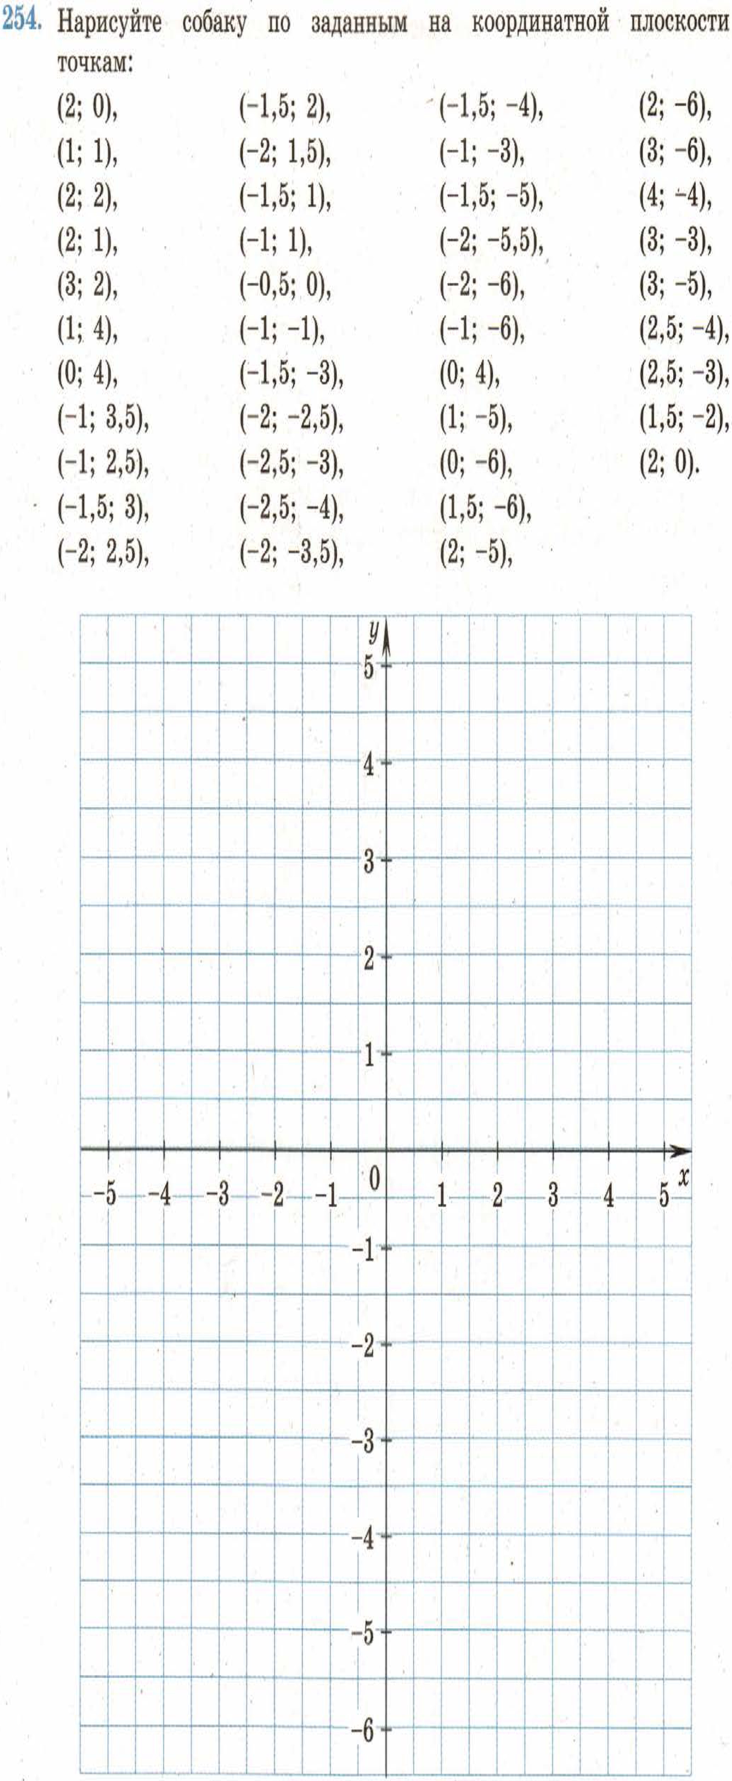 254. Нарисуйте собаку по заданным на координатной плоскости
точкам:
(2; 0), (−1,5; 2), (−1,5; −4), (2; −6),
(1; 1), (−2; 1,5), (−1; −3), (3; −6),
(2; 2), (−1,5; 1), (−1,5; −5), (4; −4),
(2; 1), (−1; 1), (−2; −5,5), (3; −3),
(3; 2), (−0,5; 0), (−2; −6), (3; −5),
(1; 4), (−1; −1), (−1; −6), (2,5; −4),
(0; 4), (−1,5; −3), (0; 4), (2,5; −3),
(−1; 3,5), (−2; −2,5), (1; −5), (1,5; −2),
(−1; 2,5), (−2,5; −3), (0; −6), (2; 0).
(−1,5; 3), (−2,5; −4), (1,5; −6),
(−2; 2,5), (−2; −3,5), (2; −5),
y
5
4
3
2
1
0 x
−5 −4 −3 −2 −1 1 2 3 4 5
−1
−2
−3
−4
−5
−6